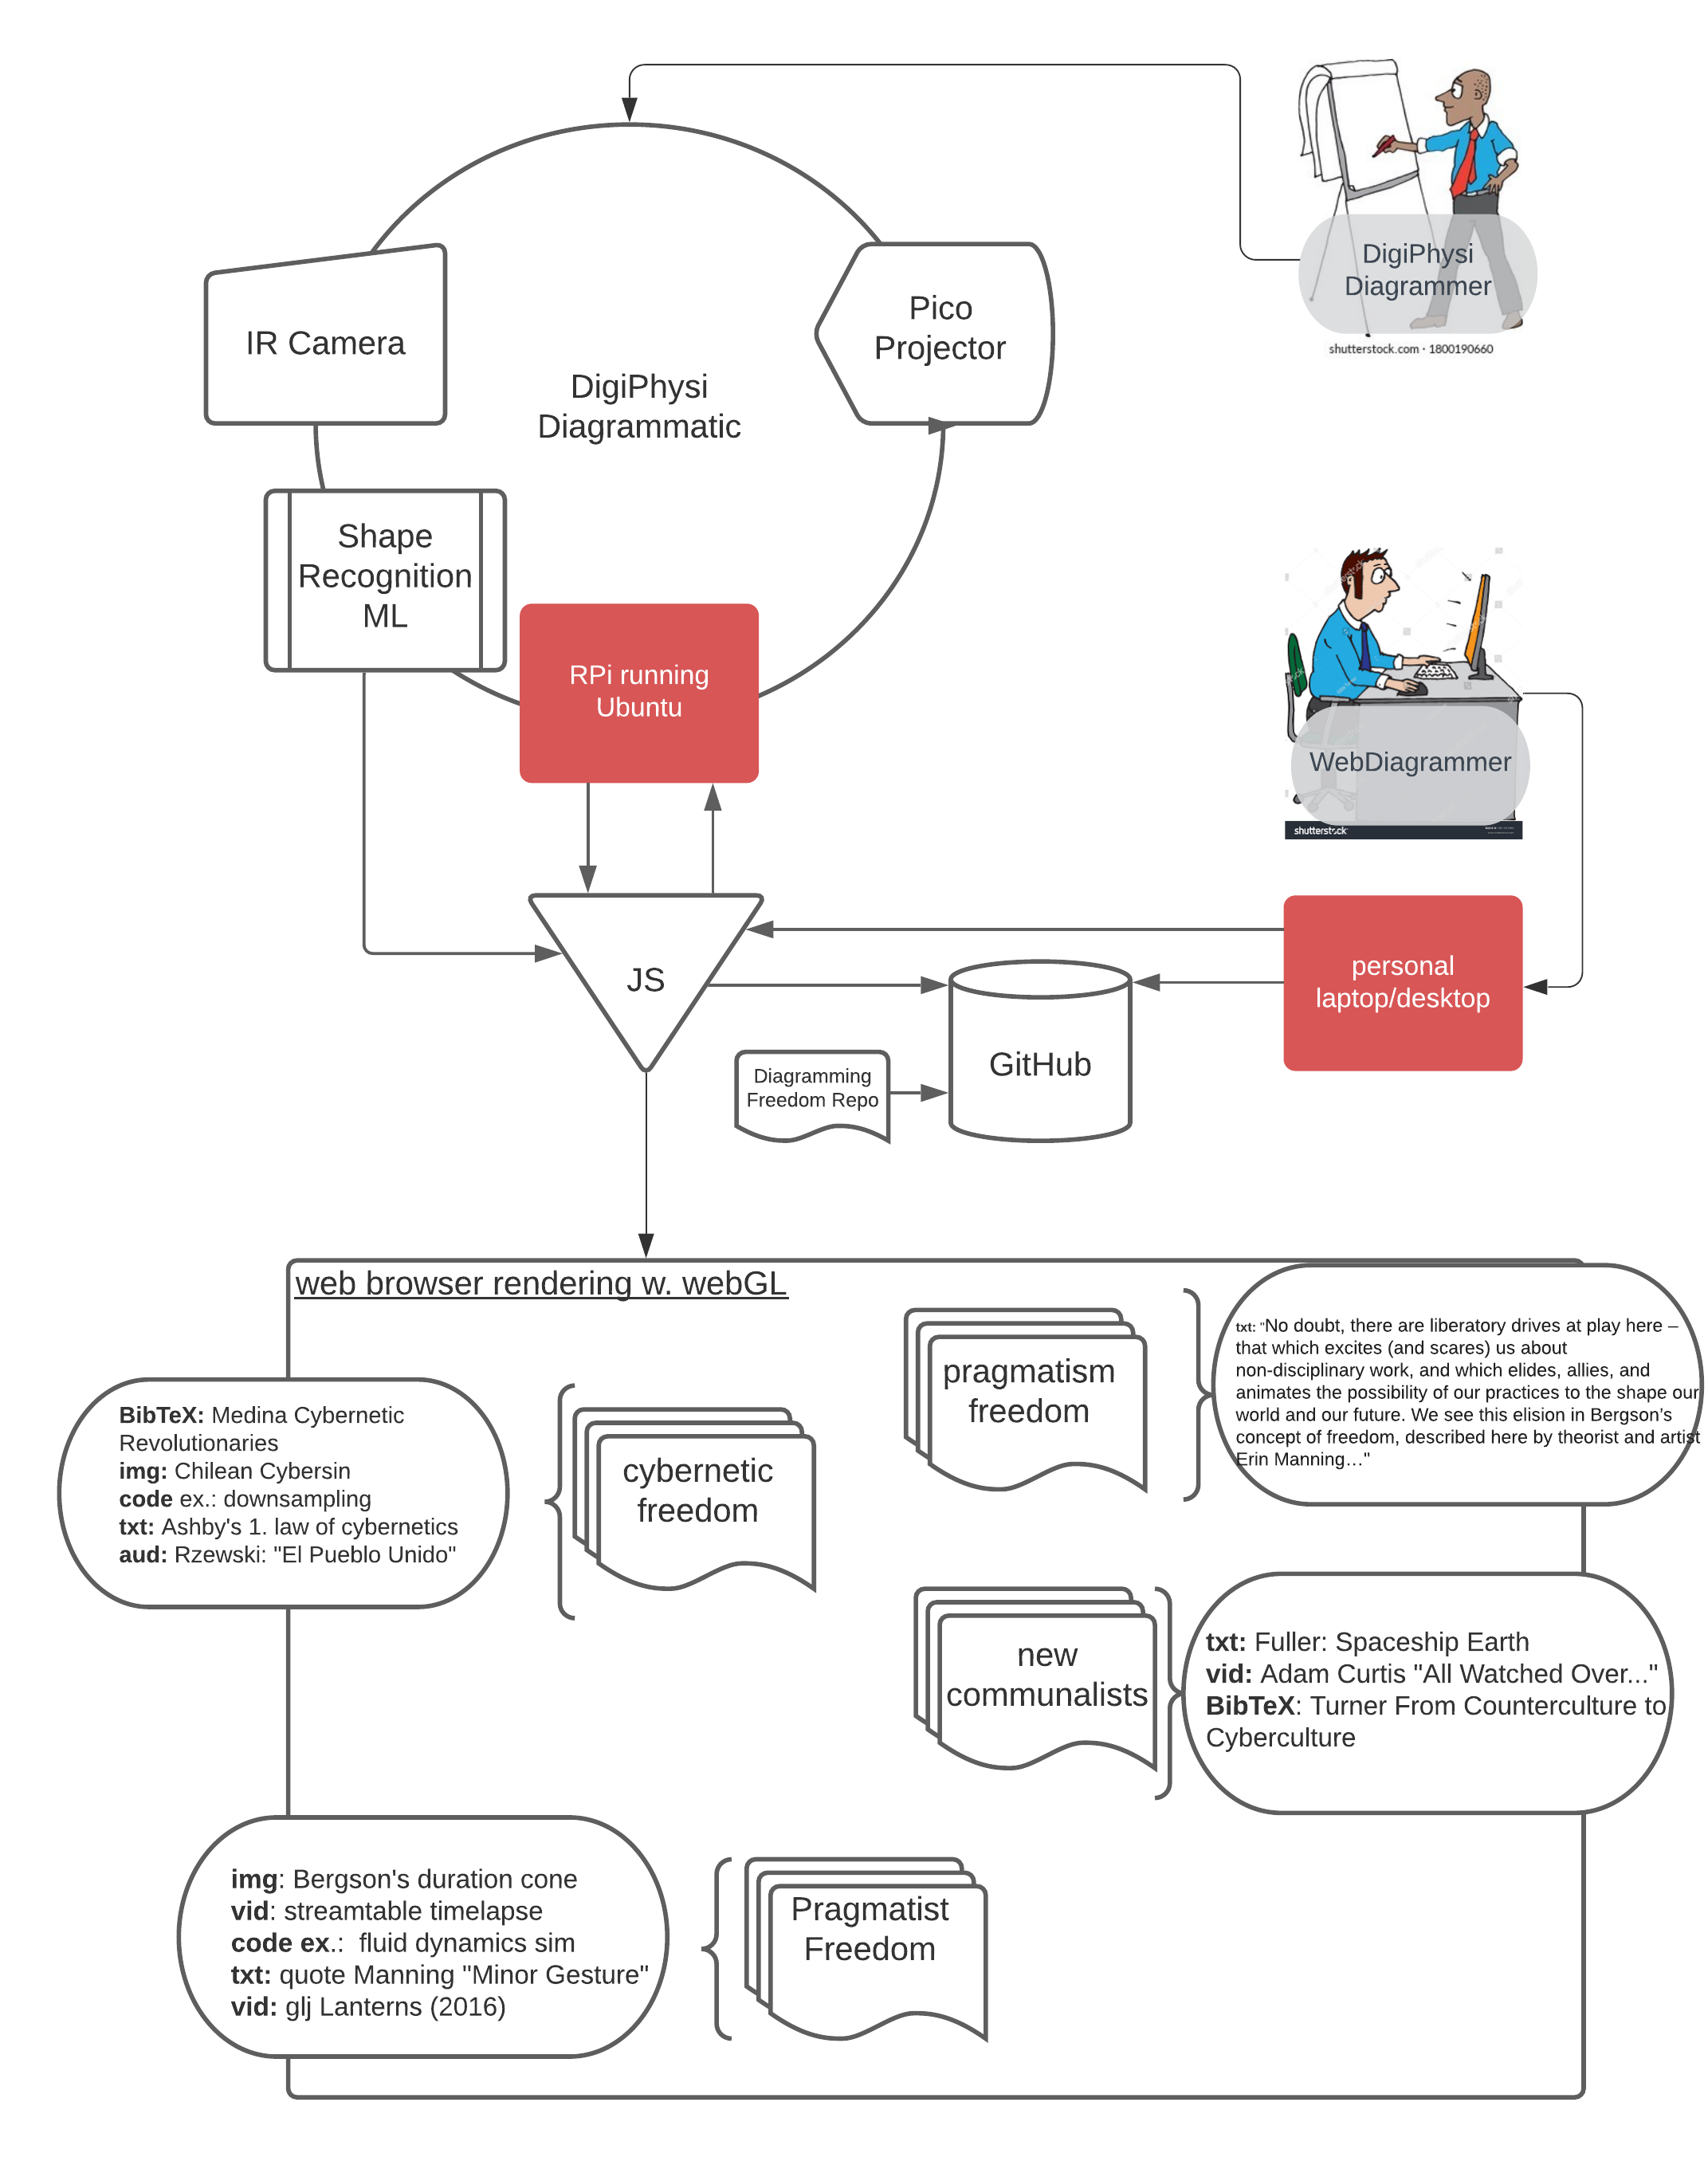 DigiPhysi
Diagrammer
shutterstock.com · 1800190660
IR Camera
Pico
Projector
DigiPhysi
Diagrammatic
Shape
Recognition
ML
RPi running
Ubuntu
WebDiagrammer
shutterstock
JS
personal
laptop/desktop
GitHub
Diagramming
Freedom Repo
web browser rendering w. webGL
pragmatism
freedom
txt: "No doubt, there are liberatory drives at play here –
that which excites (and scares) us about
non-disciplinary work, and which elides, allies, and
animates the possibility of our practices to the shape our
world and our future. We see this elision in Bergson's
concept of freedom, described here by theorist and artist
Erin Manning…"
BibTeX: Medina Cybernetic
Revolutionaries
img: Chilean Cybersin
code ex.: downsampling
txt: Ashby's 1. law of cybernetics
aud: Rzewski: "El Pueblo Unido"
cybernetic
freedom
new
communalists
txt: Fuller: Spaceship Earth
vid: Adam Curtis "All Watched Over..."
BibTeX: Turner From Counterculture to
Cyberculture
img: Bergson's duration cone
vid: streamtable timelapse
code ex.: fluid dynamics sim
txt: quote Manning "Minor Gesture"
vid: glj Lanterns (2016)
Pragmatist
Freedom